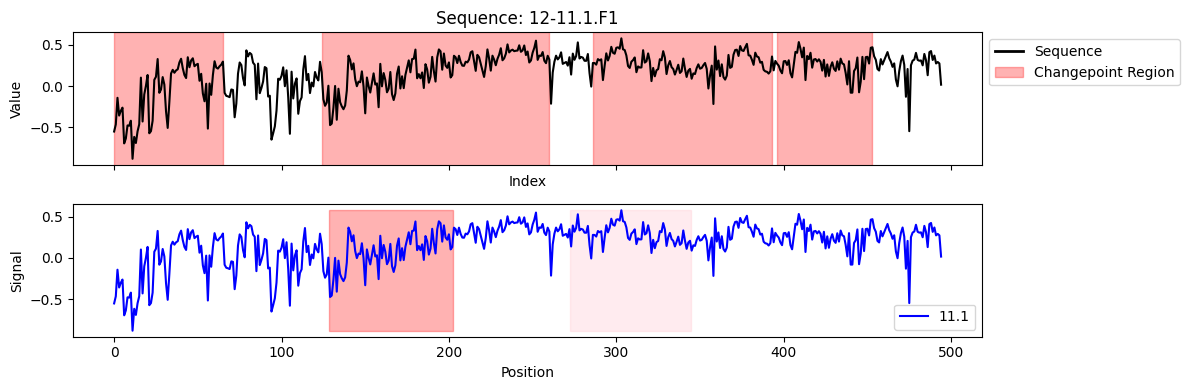 Sequence: 12-11.1.F1
0.5
0.0
−0.5
Value
Index
Sequence
Changepoint Region
0.5
0.0
−0.5
Signal
11.1
0 100 200 300 400 500
Position